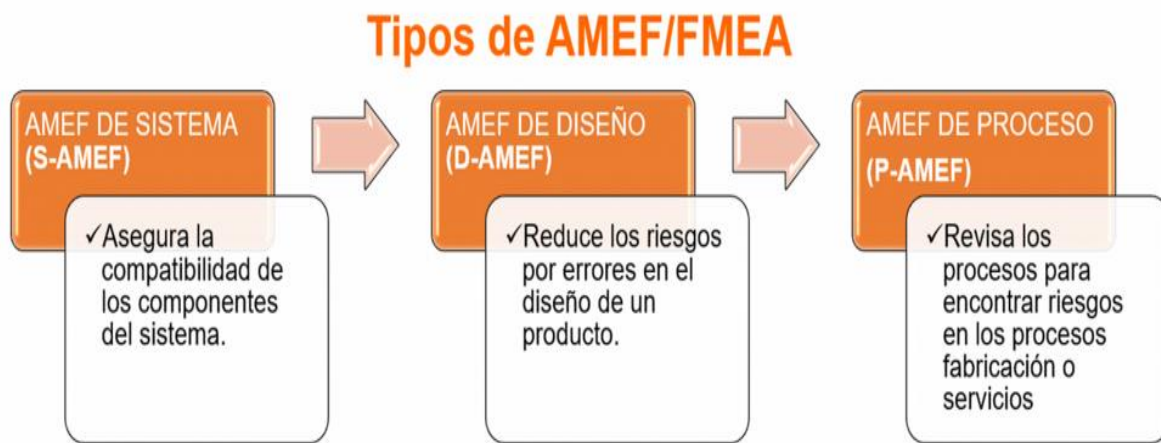 Tipos de AMEF/FMEA
AMEF DE SISTEMA
(S-AMEF)
✓Asegura la
compatibilidad de
los componentes
del sistema.
AMEF DE DISEÑO
(D-AMEF)
✓Reduce los riesgos
por errores en el
diseño de un
producto.
AMEF DE PROCESO
(P-AMEF)
✓Revisa los
procesos para
encontrar riesgos
en los procesos
fabricación o
servicios